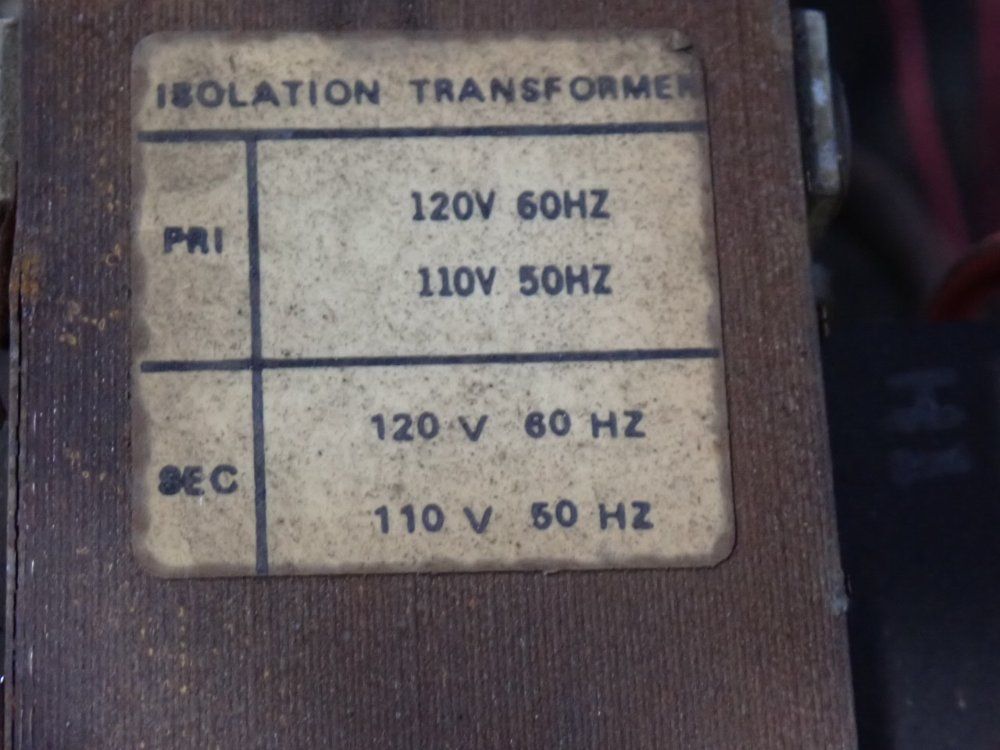 ISOLATION TRANSFORMER
PRI
120V 60HZ
110V 50HZ
SEC
120 V 60 HZ
110 V 50 HZ